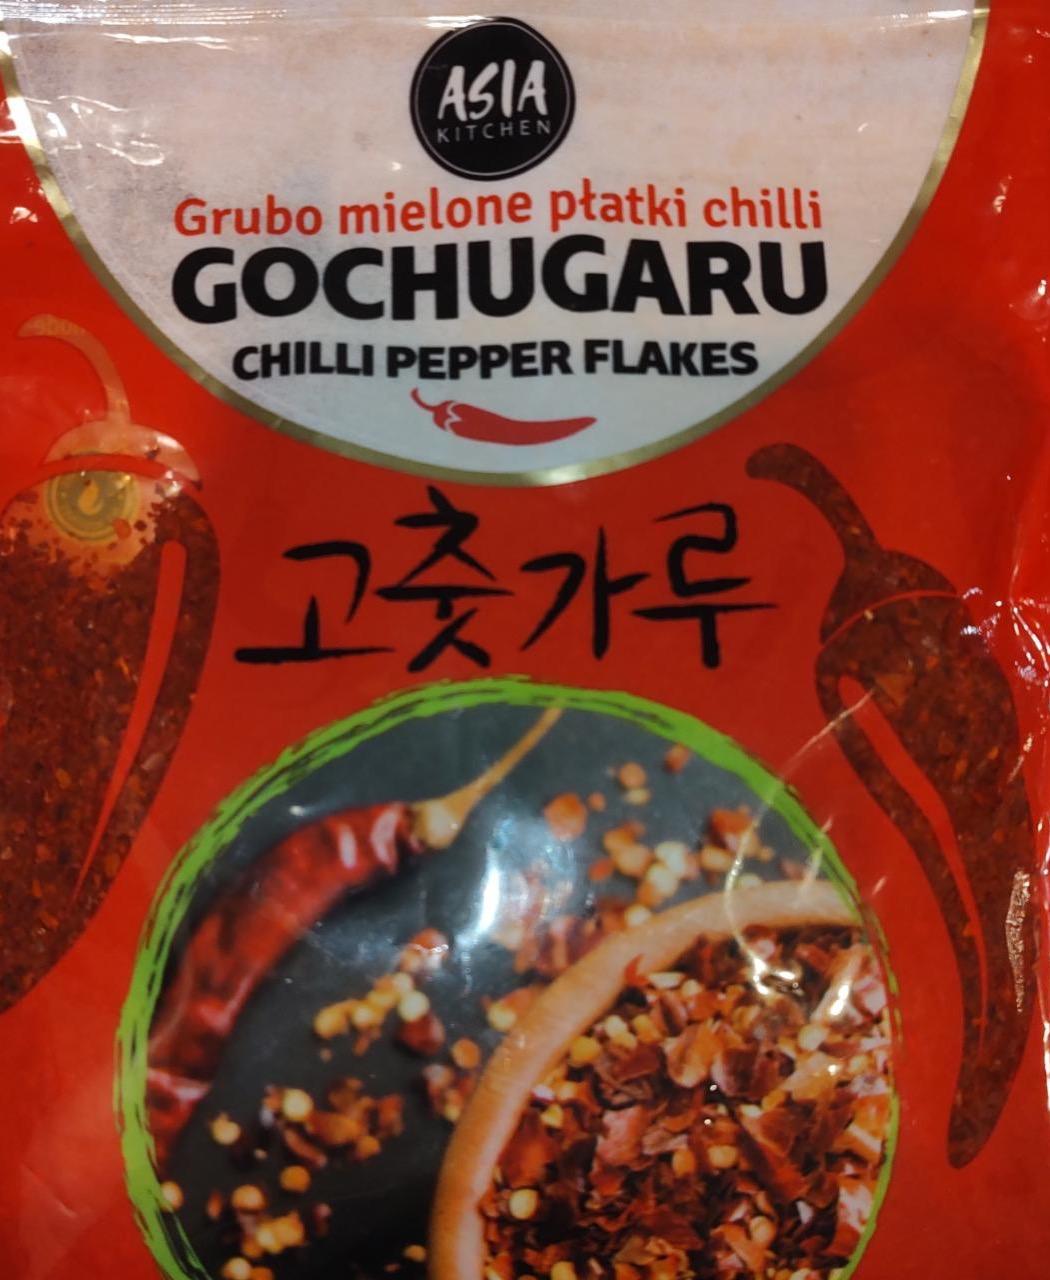 ASIA
KITCHEN
Grubo mielone płatki chilli
GOCHUGARU
CHILLI PEPPER FLAKES
고춧가루